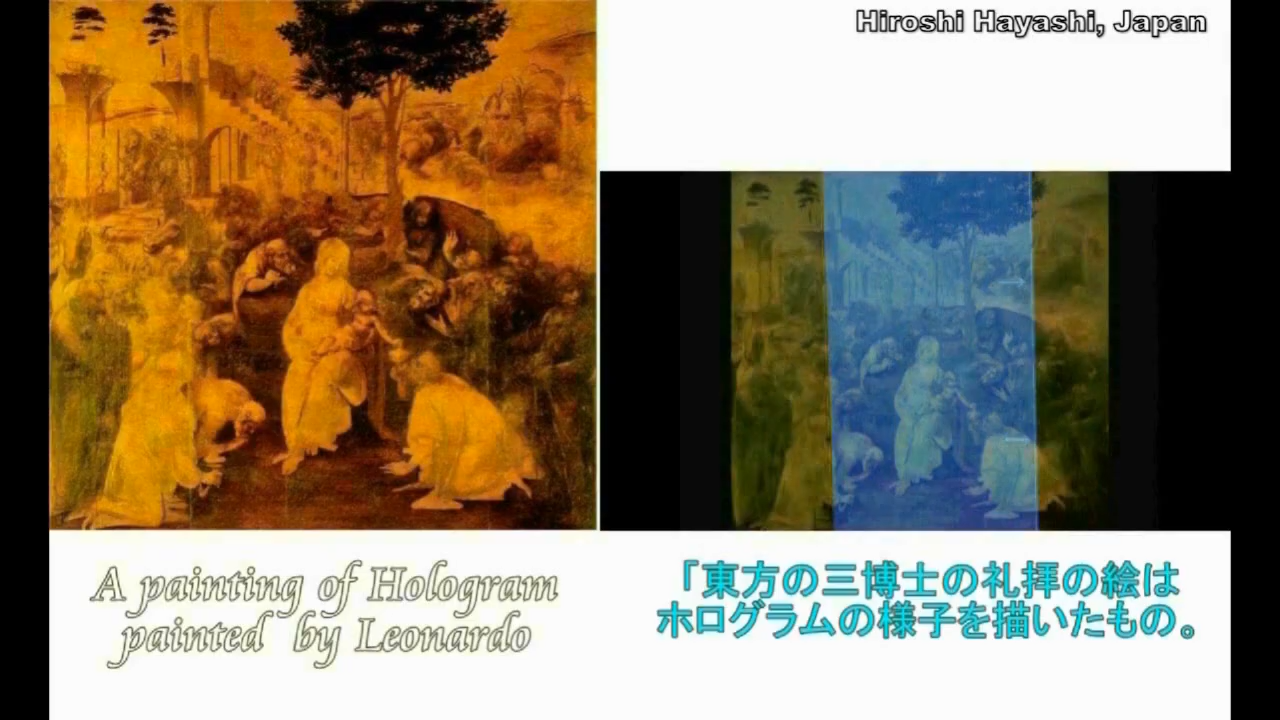 Hiroshi Hayashi, Japan
A painting of Hologram
painted by Leonardo
「東方の三博士の礼拝の絵は
ホログラムの様子を描いたもの。